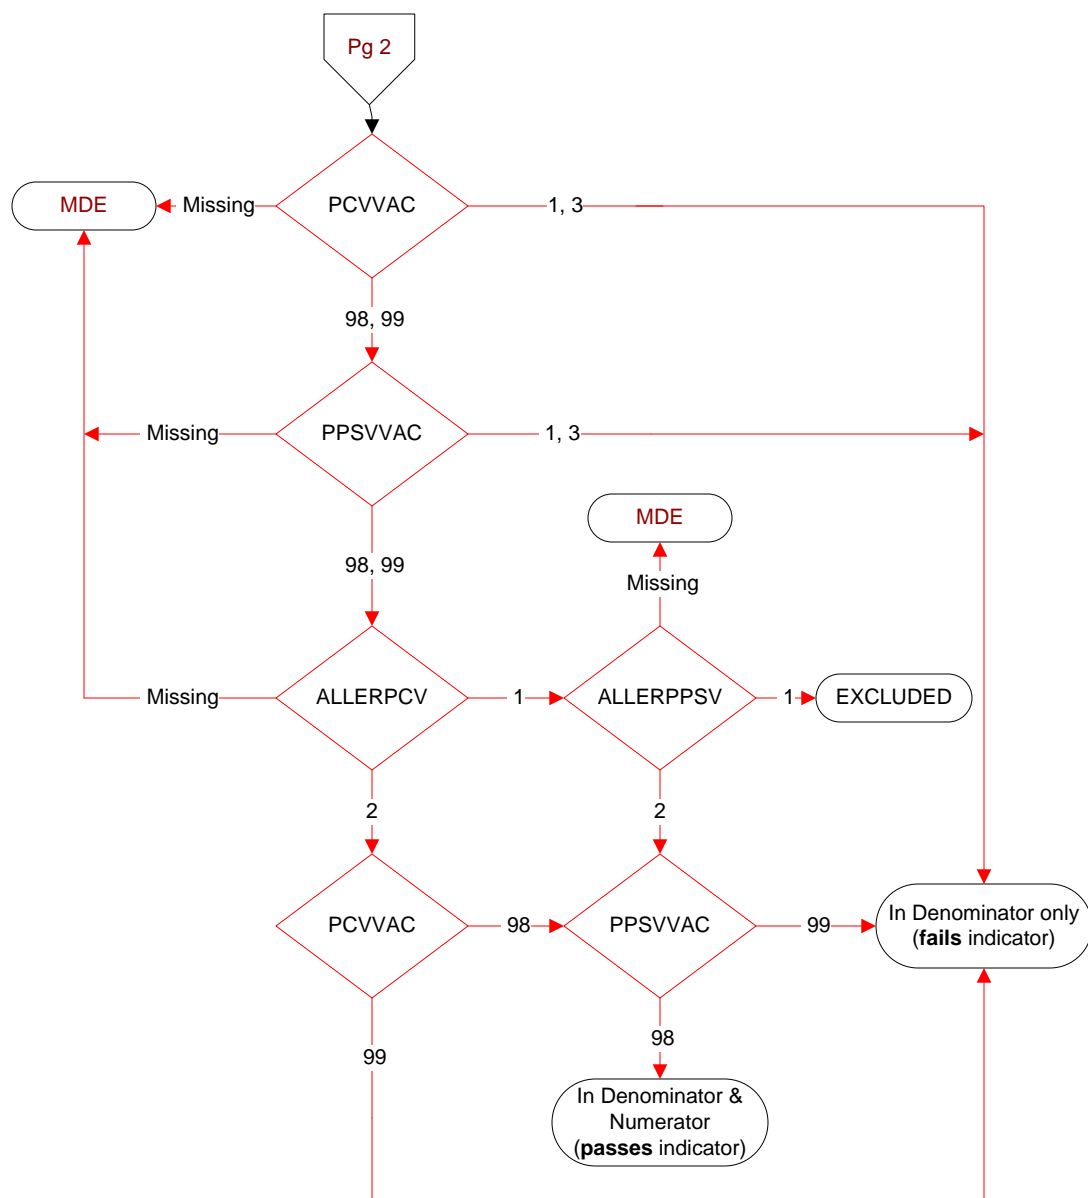 Pg 2
MDE
Missing
PCVVAC
1, 3
98, 99
Missing
PPSVVAC
1, 3
MDE
98, 99
Missing
Missing
ALLERPCV
1
ALLERPPSV
1
EXCLUDED
2
2
PCVVAC
98
PPSVVAC
99
In Denominator only
(fails indicator)
99
98
In Denominator &
Numerator
(passes indicator)